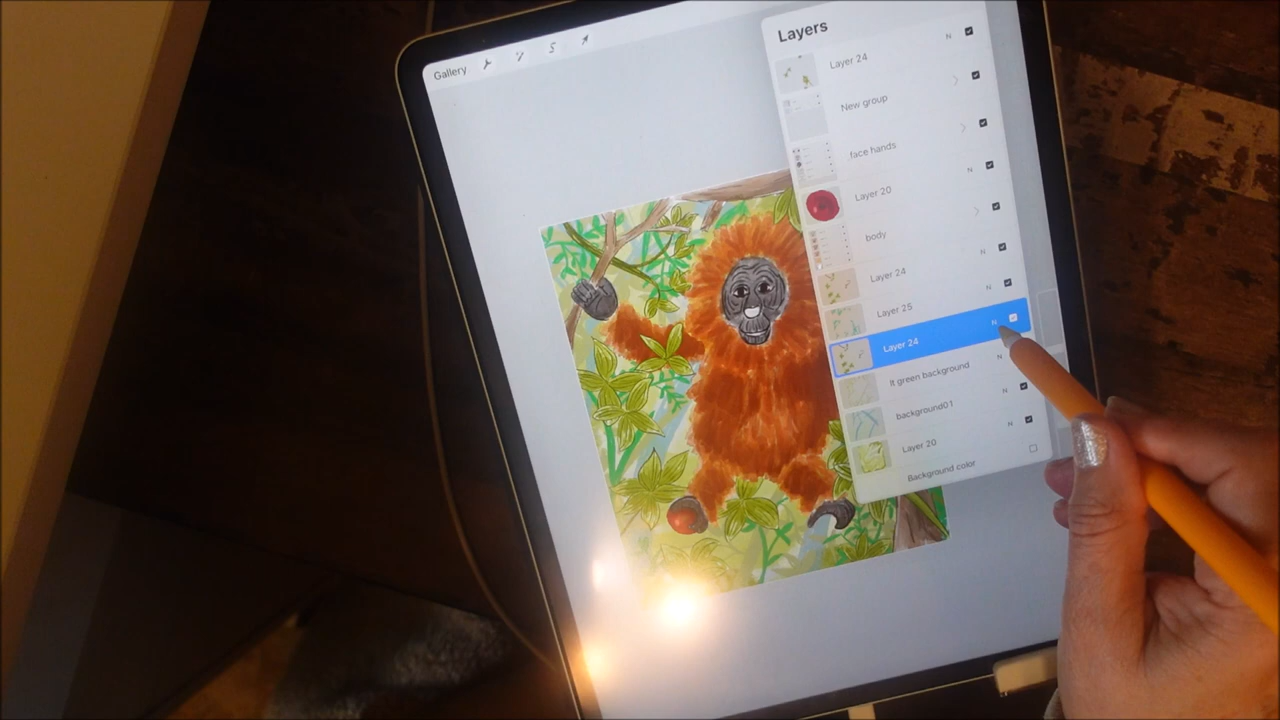 Gallery
Layers
Layer 24
N
New group
face hands
Layer 20
N
body
Layer 24
N
Layer 25
N
Layer 24
N
lt green background
N
background01
N
Layer 20
N
Background color